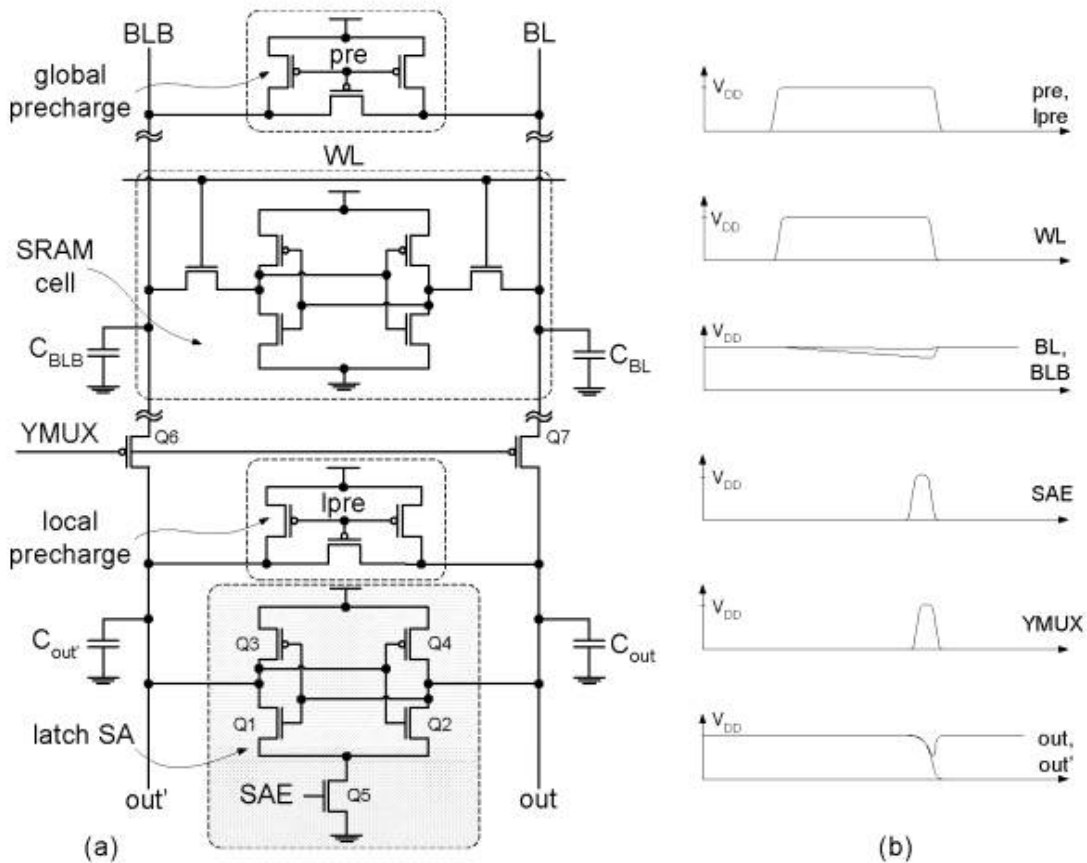 BLB
BL
pre
global
precharge
WL
SRAM
cell
C_BLB
C_BL
YMUX
Q6
Q7
lpre
local
precharge
C_out'
C_out
Q3
Q4
Q1
Q2
latch SA
SAE
Q5
out'
out
(a)
V_DD
pre,
lpre
V_DD
WL
V_DD
BL,
BLB
V_DD
SAE
V_DD
YMUX
V_DD
out,
out'
(b)